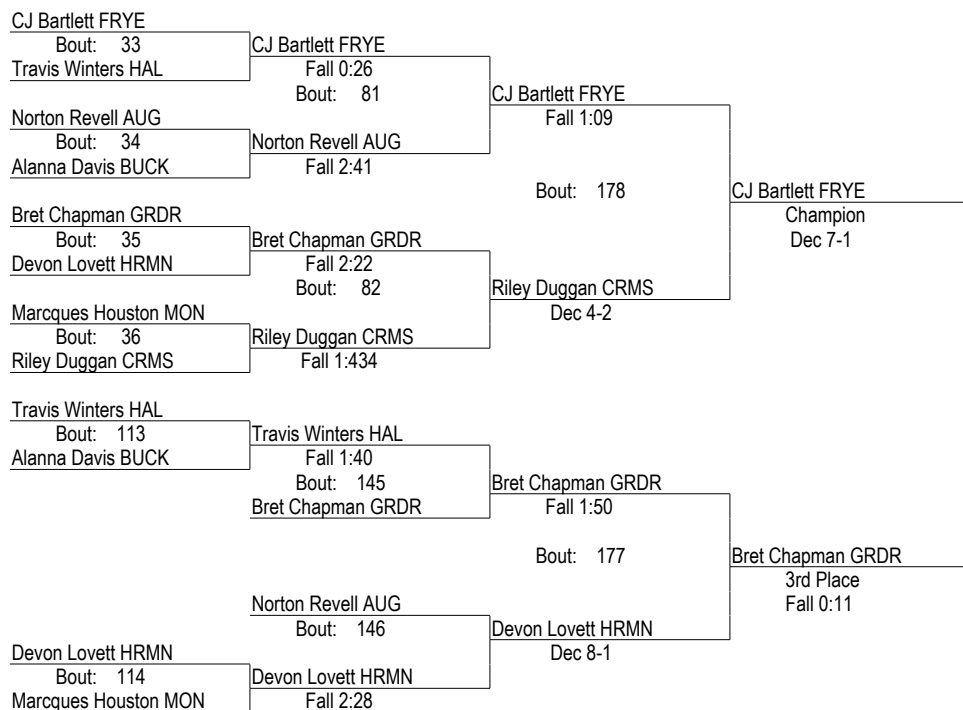 CJ Bartlett FRYE
Bout: 33
CJ Bartlett FRYE
Travis Winters HAL
Fall 0:26
Bout: 81
CJ Bartlett FRYE
Norton Revell AUG
Fall 1:09
Bout: 34
Norton Revell AUG
Alanna Davis BUCK
Fall 2:41
Bout: 178
CJ Bartlett FRYE
Bret Chapman GRDR
Champion
Bout: 35
Bret Chapman GRDR
Dec 7-1
Devon Lovett HRMN
Fall 2:22
Bout: 82
Riley Duggan CRMS
Marcques Houston MON
Dec 4-2
Bout: 36
Riley Duggan CRMS
Riley Duggan CRMS
Fall 1:434
Travis Winters HAL
Bout: 113
Travis Winters HAL
Alanna Davis BUCK
Fall 1:40
Bout: 145
Bret Chapman GRDR
Bret Chapman GRDR
Fall 1:50
Bout: 177
Bret Chapman GRDR
3rd Place
Norton Revell AUG
Fall 0:11
Bout: 146
Devon Lovett HRMN
Devon Lovett HRMN
Dec 8-1
Bout: 114
Devon Lovett HRMN
Marcques Houston MON
Fall 2:28